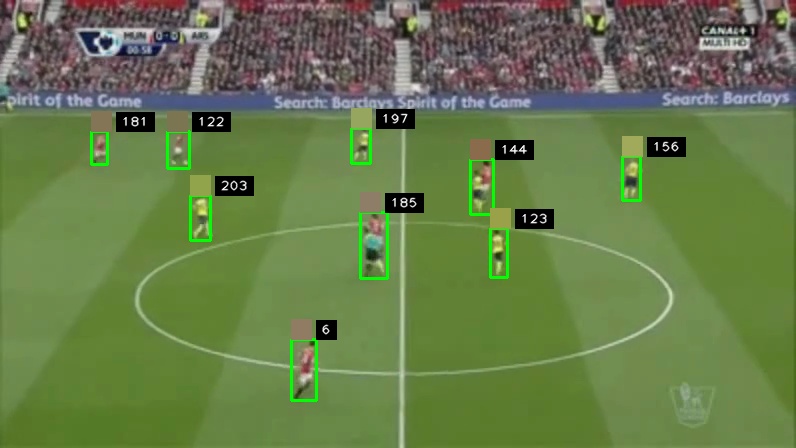 CANAL+ 1
MULTI HD
MUN 0-0 ARS
00:58
pirit of the Game
Search: Barclays Spirit of the Game
Search: Barclays
181
122
197
144
156
203
185
123
6